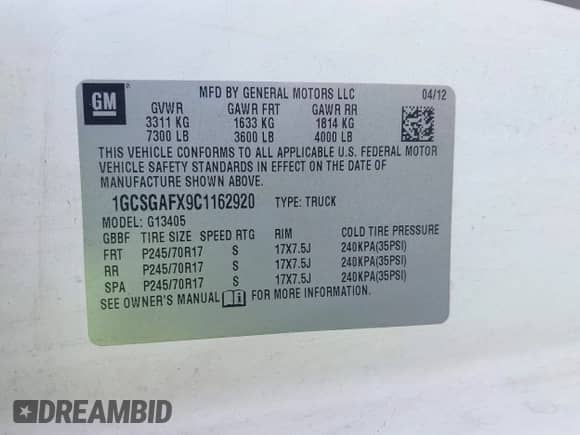 GM
MFD BY GENERAL MOTORS LLC 04/12
GVWR GAWR FRT GAWR RR
3311 KG 1633 KG 1814 KG
7300 LB 3600 LB 4000 LB
THIS VEHICLE CONFORMS TO ALL APPLICABLE U.S. FEDERAL MOTOR
VEHICLE SAFETY STANDARDS IN EFFECT ON THE DATE OF
MANUFACTURE SHOWN ABOVE.
1GCSGAFX9C1162920 TYPE: TRUCK
MODEL: G13405
GBBF TIRE SIZE SPEED RTG RIM COLD TIRE PRESSURE
FRT P245/70R17 S 17X7.5J 240KPA(35PSI)
RR P245/70R17 S 17X7.5J 240KPA(35PSI)
SPA P245/70R17 S 17X7.5J 240KPA(35PSI)
SEE OWNER'S MANUAL FOR MORE INFORMATION.
DREAMBID